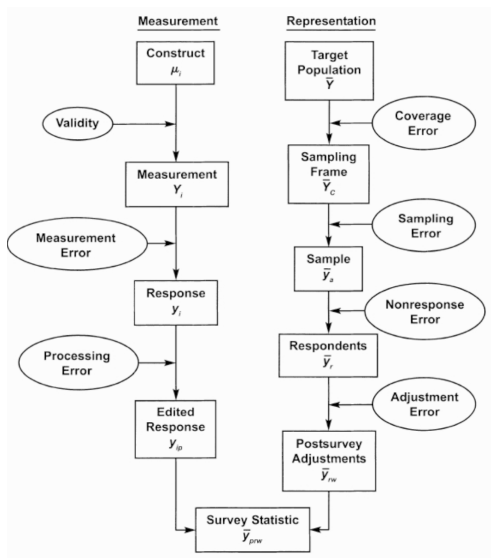 Measurement
Representation
Construct
μi
Target
Population
Ȳ
Validity
Coverage
Error
Measurement
Yi
Sampling
Frame
ȲC
Measurement
Error
Sampling
Error
Sample
ȳa
Response
yi
Nonresponse
Error
Processing
Error
Respondents
ȳr
Adjustment
Error
Edited
Response
yip
Postsurvey
Adjustments
ȳrw
Survey Statistic
ȳprw